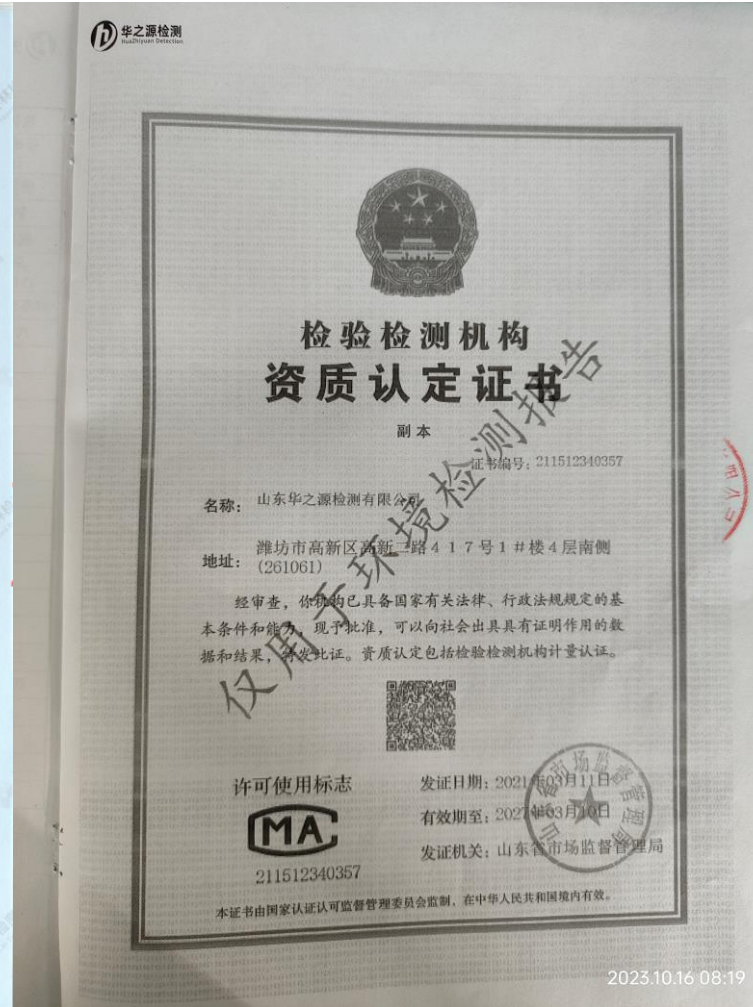 华之源检测
HuaZhiyuan Detection
检验检测机构
资质认定证书
副本
证书编号：211512340357
名称：山东华之源检测有限公司
地址：潍坊市高新区高新二路417号1#楼4层南侧
(261061)
经审查，你机构已具备国家有关法律、行政法规规定的基
本条件和能力，现予批准，可以向社会出具具有证明作用的数
据和结果，特发此证。资质认定包括检验检测机构计量认证。
仅用于环境检测报告
许可使用标志
MA
211512340357
发证日期：2021年03月11日
有效期至：2027年03月10日
发证机关：山东省市场监督管理局
山东省市场监督管理局
本证书由国家认证认可监督管理委员会监制，在中华人民共和国境内有效。
2023.10.16 08:19